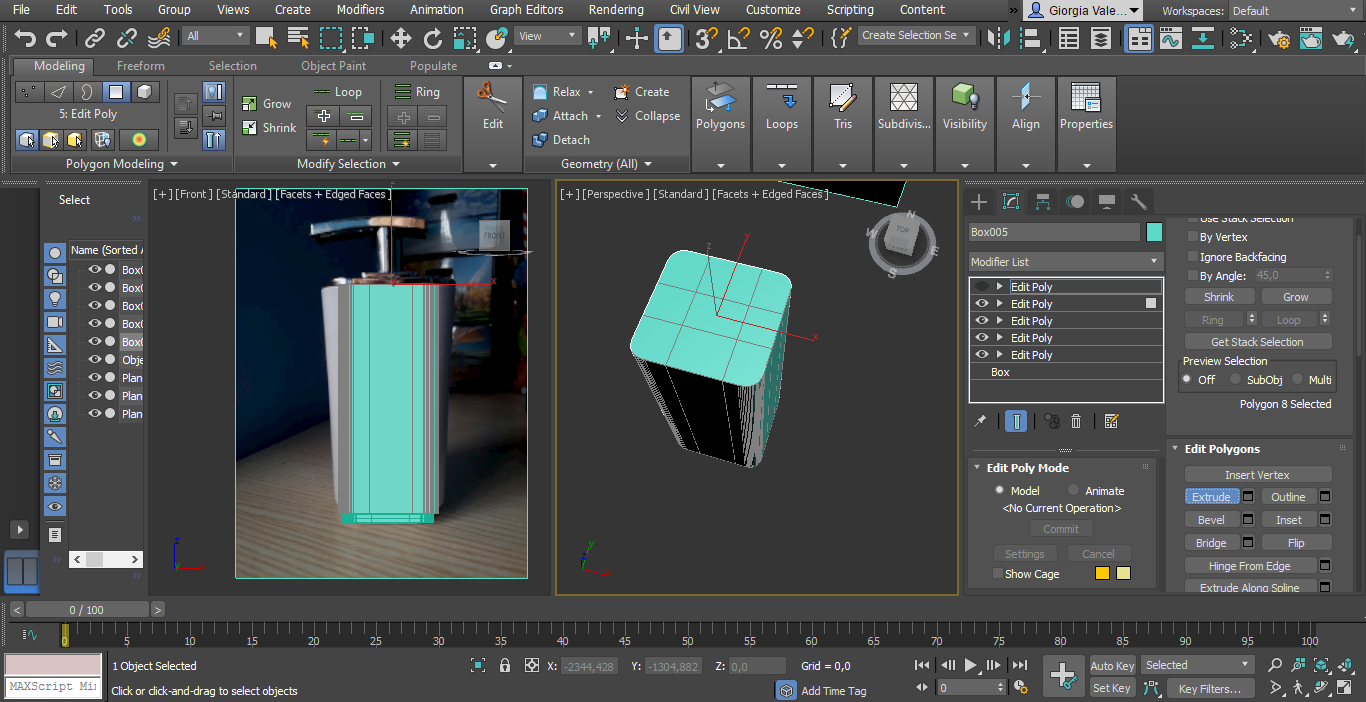 File Edit Tools Group Views Create Modifiers Animation Graph Editors Rendering Civil View Customize Scripting Content » Giorgia Vale... Workspaces: Default
All View Create Selection Se
Modeling Freeform Selection Object Paint Populate
5: Edit Poly
Grow
Shrink
Loop Ring
Edit
Relax Create
Attach Collapse
Detach
Polygons Loops Tris Subdivis... Visibility Align Properties
Polygon Modeling Modify Selection Geometry (All)
Select
Name (Sorted A
Box0
Box0
Box0
Box0
Box0
Obje
Plan
Plan
Plan
[+] [Front] [Standard] [Facets + Edged Faces]
FRONT
x
z
y
[+] [Perspective] [Standard] [Facets + Edged Faces]
N
W
E
S
TOP
z
y
x
y
z
Box005
Modifier List
Edit Poly
Edit Poly
Edit Poly
Edit Poly
Edit Poly
Box
Edit Poly Mode
Model Animate
<No Current Operation>
Commit
Settings Cancel
Show Cage
Use Stack Selection
By Vertex
Ignore Backfacing
By Angle: 45,0
Shrink Grow
Ring Loop
Get Stack Selection
Preview Selection
Off SubObj Multi
Polygon 8 Selected
Edit Polygons
Insert Vertex
Extrude Outline
Bevel Inset
Bridge Flip
Hinge From Edge
Extrude Along Spline
< 0 / 100 >
0 5 10 15 20 25 30 35 40 45 50 55 60 65 70 75 80 85 90 95 100
MAXScript Mi
1 Object Selected
Click or click-and-drag to select objects
X: -2344,428 Y: -1304,882 Z: 0,0 Grid = 0,0
Add Time Tag
0
Auto Key Selected
Set Key Key Filters...